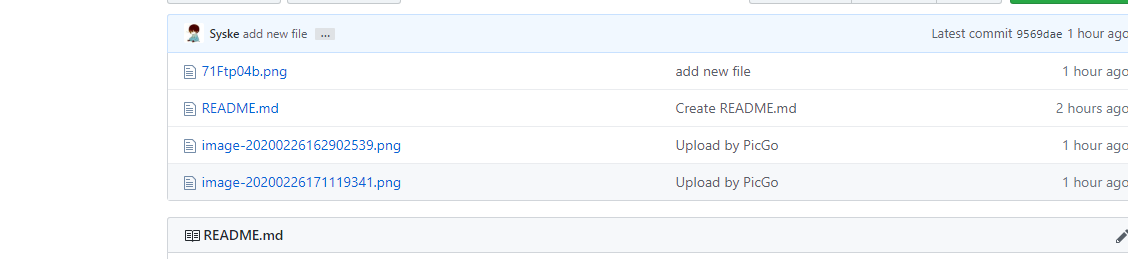 Syske add new file ... Latest commit 9569dae 1 hour ago
71Ftp04b.png add new file 1 hour ago
README.md Create README.md 2 hours ago
image-20200226162902539.png Upload by PicGo 1 hour ago
image-20200226171119341.png Upload by PicGo 1 hour ago
README.md